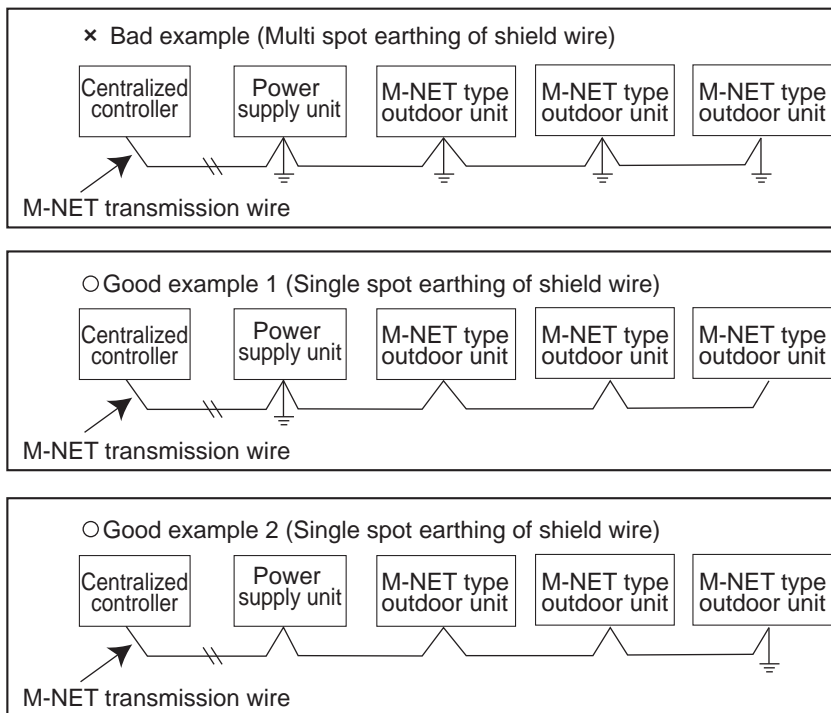 × Bad example (Multi spot earthing of shield wire)
Centralized
controller
Power
supply unit
M-NET type
outdoor unit
M-NET type
outdoor unit
M-NET type
outdoor unit
M-NET transmission wire
○ Good example 1 (Single spot earthing of shield wire)
Centralized
controller
Power
supply unit
M-NET type
outdoor unit
M-NET type
outdoor unit
M-NET type
outdoor unit
M-NET transmission wire
○ Good example 2 (Single spot earthing of shield wire)
Centralized
controller
Power
supply unit
M-NET type
outdoor unit
M-NET type
outdoor unit
M-NET type
outdoor unit
M-NET transmission wire